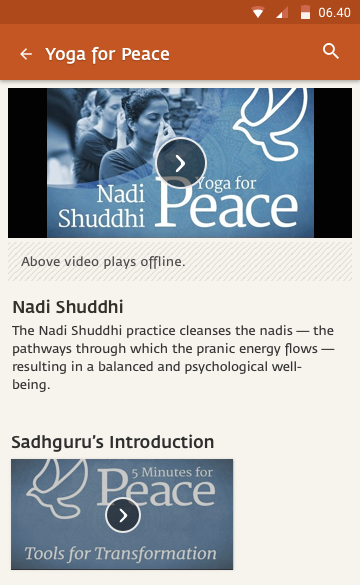 06.40
Yoga for Peace
Nadi
Shuddhi
Yoga for
Peace
Above video plays offline.
Nadi Shuddhi
The Nadi Shuddhi practice cleanses the nadis — the
pathways through which the pranic energy flows —
resulting in a balanced and psychological well-
being.
Sadhguru's Introduction
5 Minutes for
Peace
Tools for Transformation